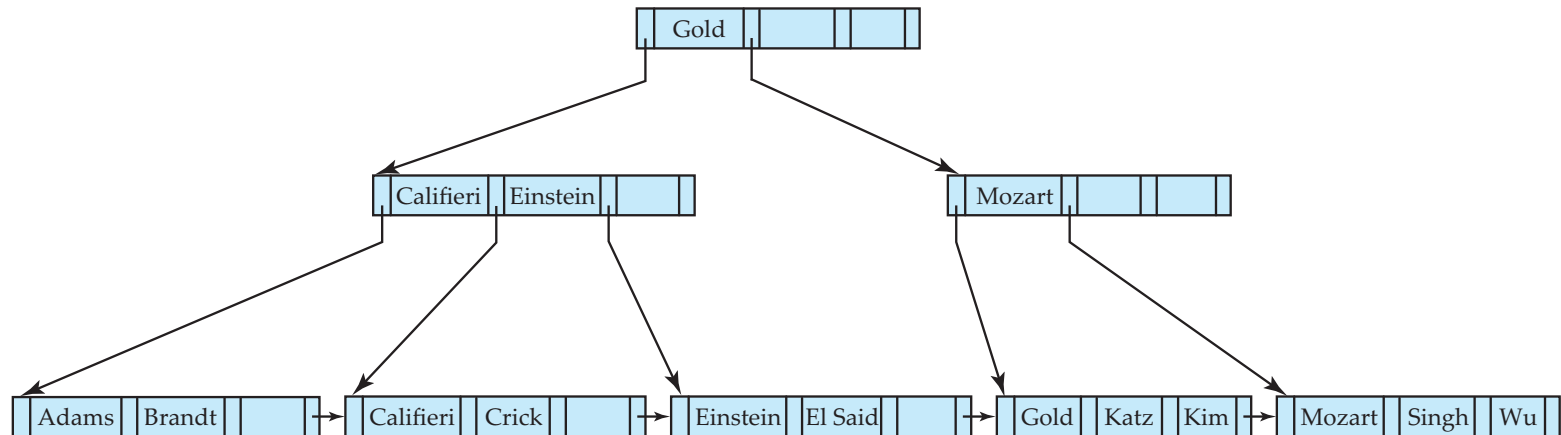 Gold
Califieri Einstein
Mozart
Adams Brandt
Califieri Crick
Einstein El Said
Gold Katz Kim
Mozart Singh Wu